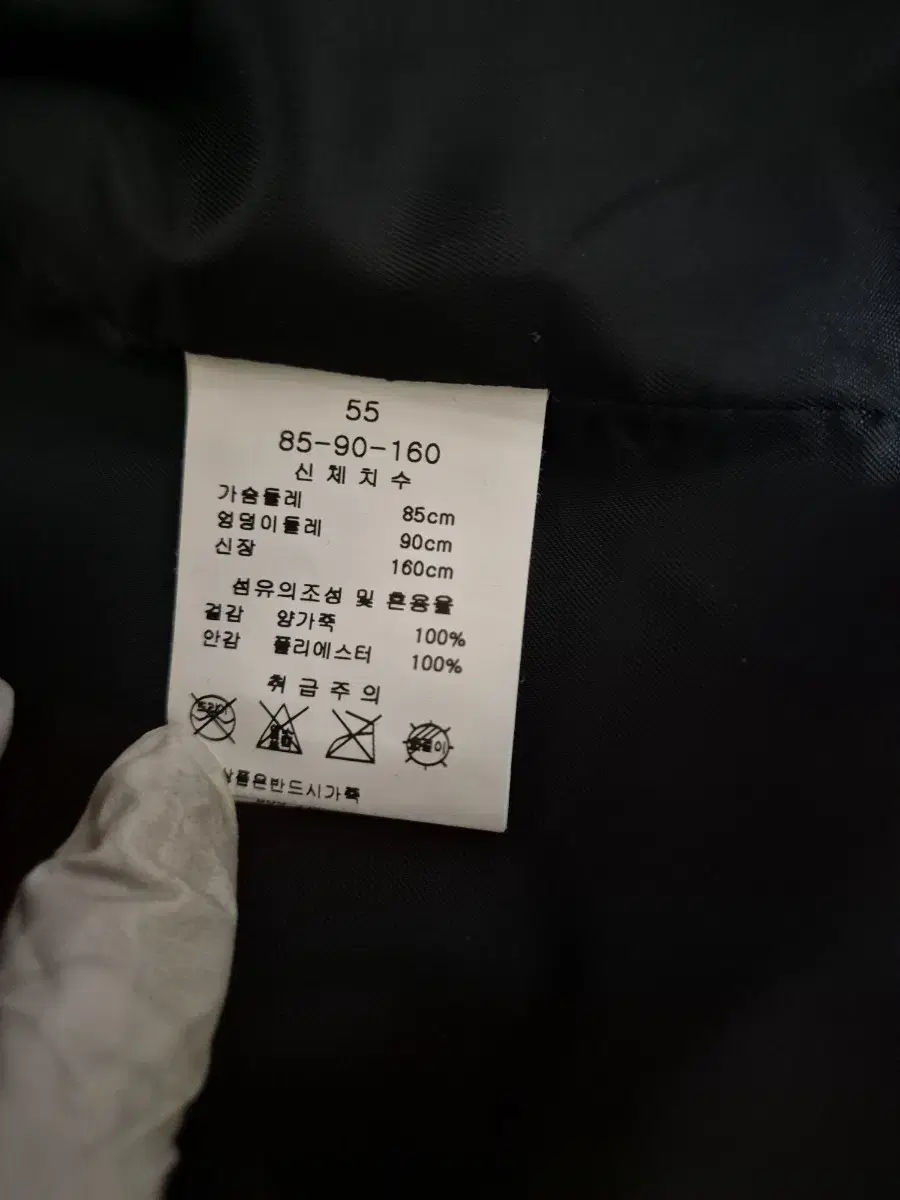 55
85-90-160
신체치수
가슴둘레 85cm
엉덩이둘레 90cm
신장 160cm
섬유의조성 및 혼용율
겉감 양가죽 100%
안감 폴리에스터 100%
취급주의
드라이
상품은반드시가죽